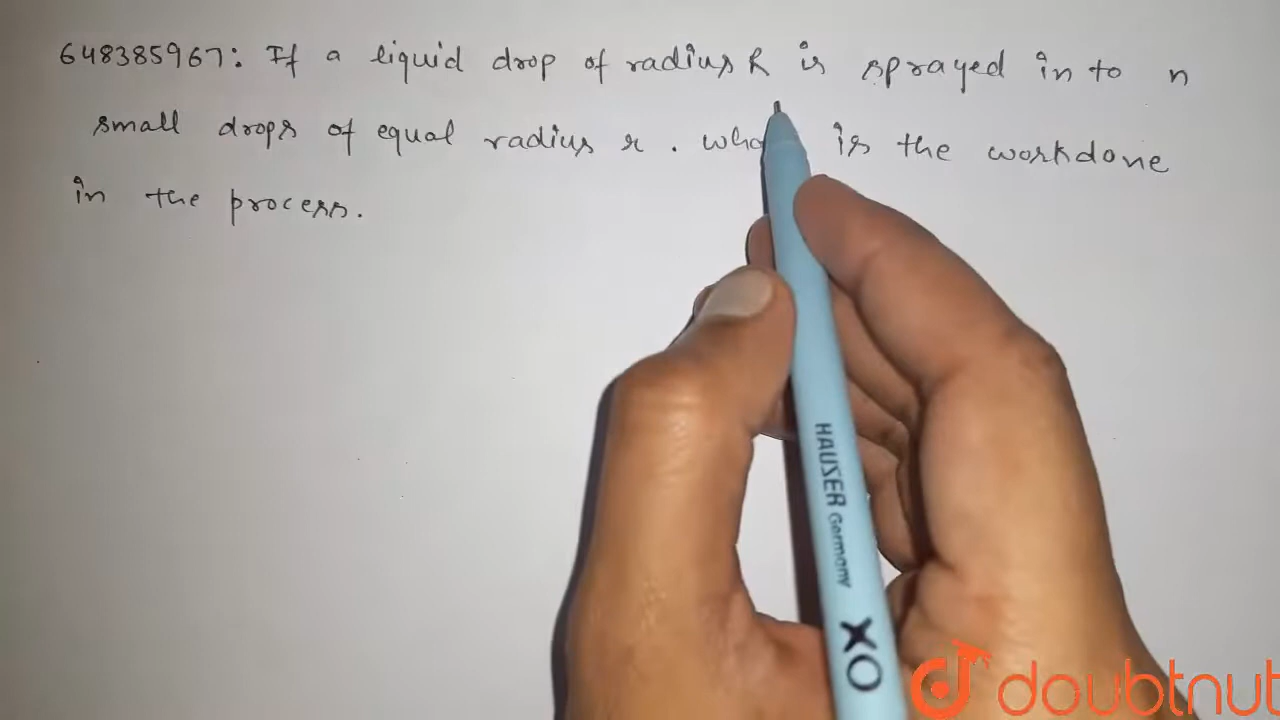 648385967: If a liquid drop of radius R is sprayed in to n
small drops of equal radius r . is the workdone
in the process.
HAUSER Germany XO
doubtnut